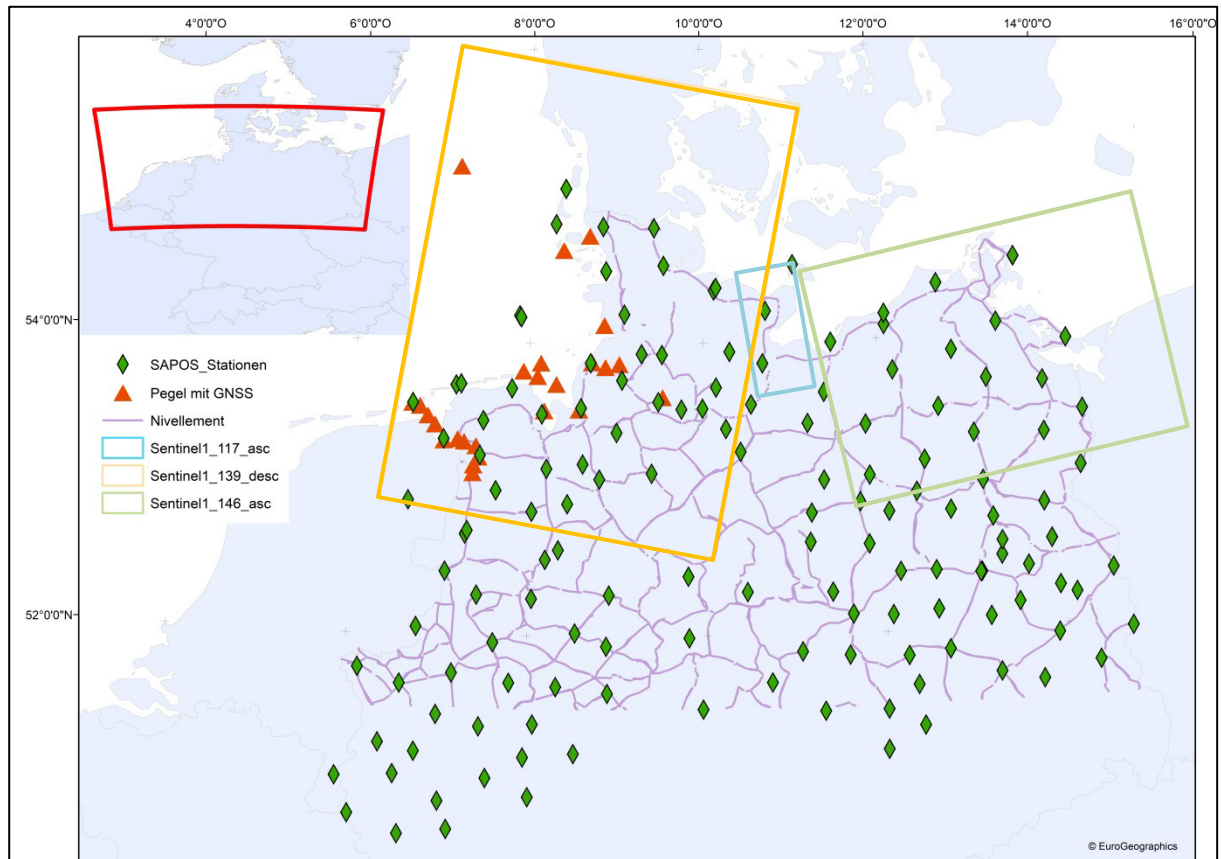 4°0'0"O 6°0'0"O 8°0'0"O 10°0'0"O 12°0'0"O 14°0'0"O 16°0'0"O
54°0'0"N
SAPOS_Stationen
Pegel mit GNSS
Nivellement
Sentinel1_117_asc
Sentinel1_139_desc
Sentinel1_146_asc
52°0'0"N
© EuroGeographics